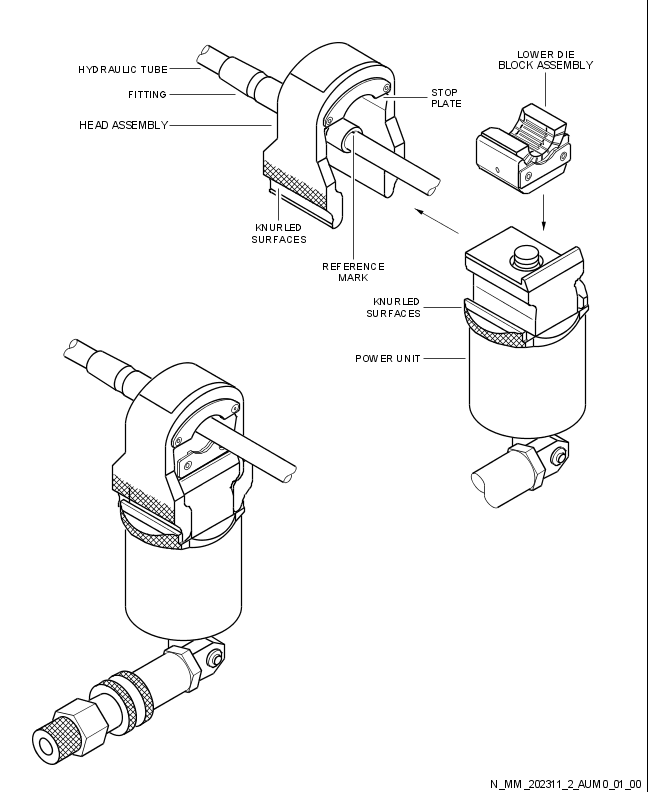 HYDRAULIC TUBE
FITTING
HEAD ASSEMBLY
STOP
PLATE
LOWER DIE
BLOCK ASSEMBLY
KNURLED
SURFACES
REFERENCE
MARK
KNURLED
SURFACES
POWER UNIT
N_MM_202311_2_AUM0_01_00